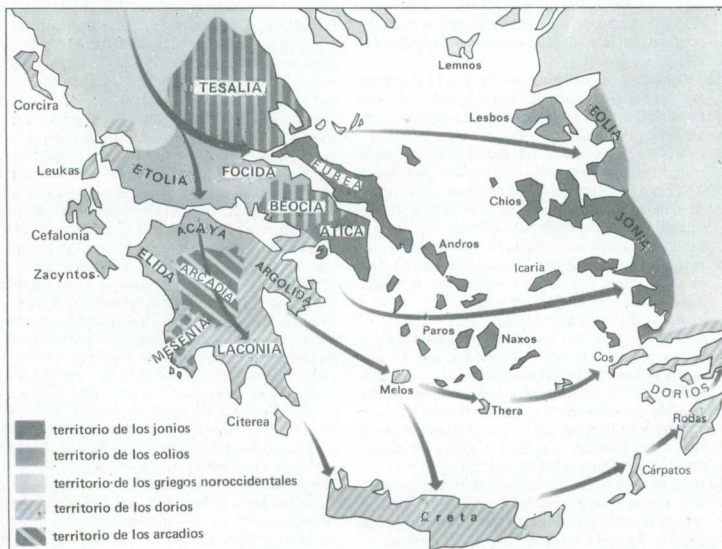 Lemnos
TESALIA
Corcira
Lesbos
EOLIA
Leukas
ETOLIA
FOCIDA
EUBEA
BEOCIA
Chios
JONIA
Cefalonia
ACAYA
ATICA
Andros
Zacyntos
ELIDA
ARCADIA
ARGOLIDA
Icaria
MESENIA
LACONIA
Paros
Naxos
Cos
Melos
Thera
DORIOS
Rodas
Citerea
Cárpatos
Creta
territorio de los jonios
territorio de los eolios
territorio de los griegos noroccidentales
territorio de los dorios
territorio de los arcadios